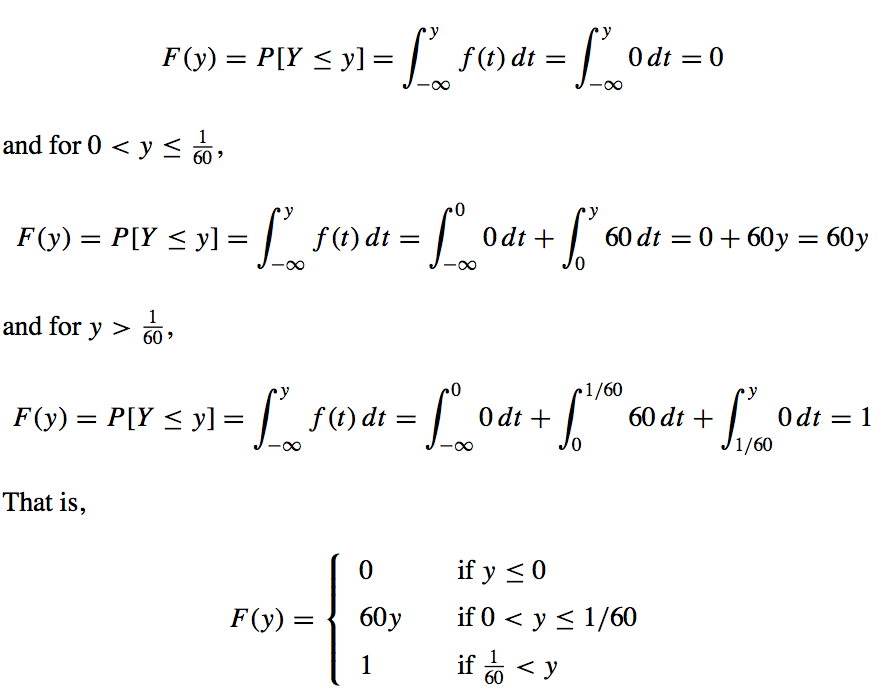 F(y) = P[Y ≤ y] = ∫_{−∞}^{y} f(t) dt = ∫_{−∞}^{y} 0 dt = 0
and for 0 < y ≤ 1/60,
F(y) = P[Y ≤ y] = ∫_{−∞}^{y} f(t) dt = ∫_{−∞}^{0} 0 dt + ∫_{0}^{y} 60 dt = 0 + 60y = 60y
and for y > 1/60,
F(y) = P[Y ≤ y] = ∫_{−∞}^{y} f(t) dt = ∫_{−∞}^{0} 0 dt + ∫_{0}^{1/60} 60 dt + ∫_{1/60}^{y} 0 dt = 1
That is,
0 if y ≤ 0
F(y) = { 60y if 0 < y ≤ 1/60
1 if 1/60 < y